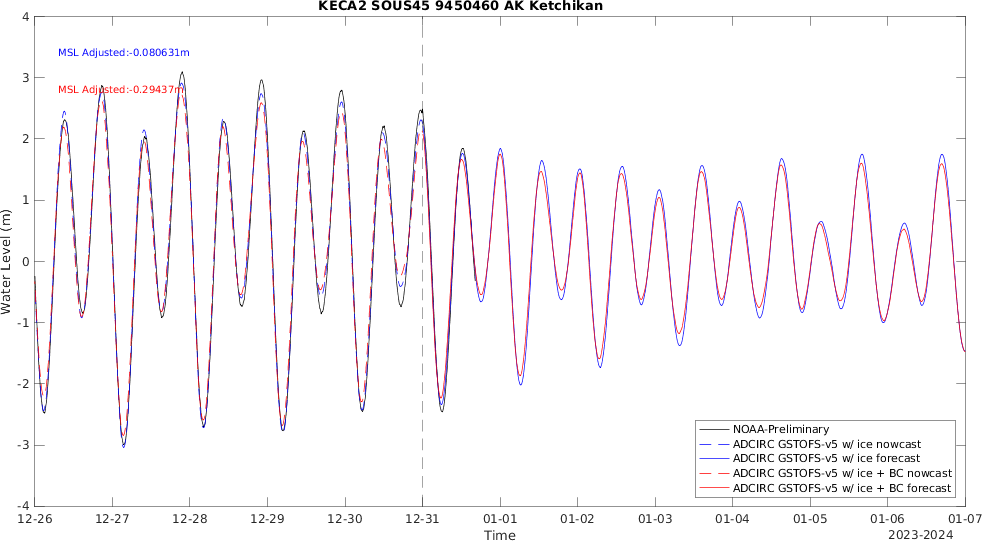 KECA2 SOUS45 9450460 AK Ketchikan
MSL Adjusted:-0.080631m
MSL Adjusted:-0.29437m
Water Level (m)
4
3
2
1
0
-1
-2
-3
-4
NOAA-Preliminary
ADCIRC GSTOFS-v5 w/ ice nowcast
ADCIRC GSTOFS-v5 w/ ice forecast
ADCIRC GSTOFS-v5 w/ ice + BC nowcast
ADCIRC GSTOFS-v5 w/ ice + BC forecast
12-26 12-27 12-28 12-29 12-30 12-31 01-01 01-02 01-03 01-04 01-05 01-06 01-07
Time
2023-2024